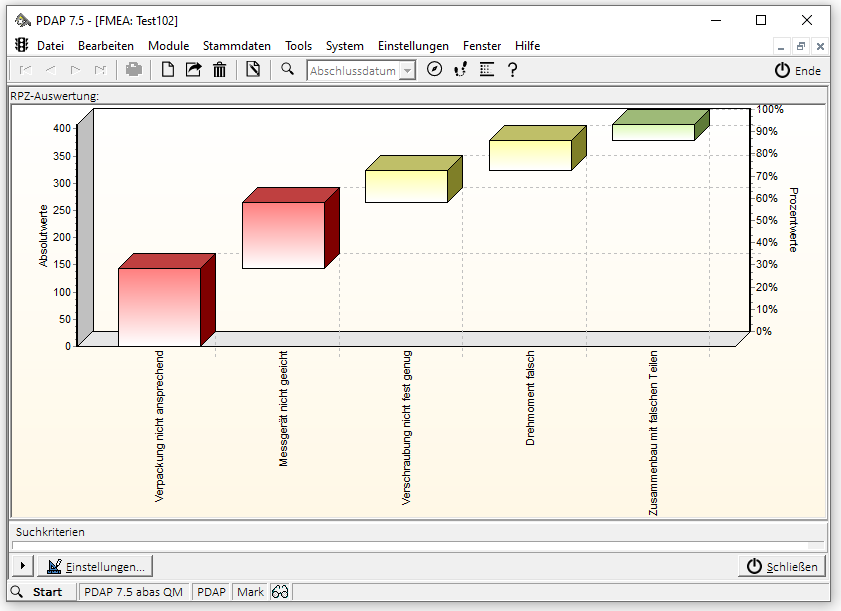 PDAP 7.5 - [FMEA: Test102]
Datei Bearbeiten Module Stammdaten Tools System Einstellungen Fenster Hilfe
Abschlussdatum ? Ende
RPZ-Auswertung:
400
350
300
250
200
150
100
50
0
Absolutwerte
100%
90%
80%
70%
60%
50%
40%
30%
20%
10%
0%
Prozentwerte
Verpackung nicht ansprechend
Messgerät nicht geeicht
Verschraubung nicht fest genug
Drehmoment falsch
Zusammenbau mit falschen Teilen
Suchkriterien
Einstellungen... Schließen
Start PDAP 7.5 abas QM PDAP Mark